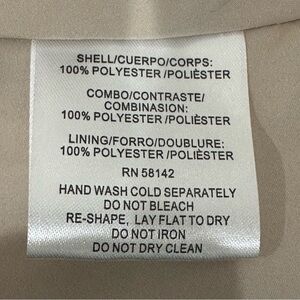 SHELL/CUERPO/CORPS:
100% POLYESTER/POLIÈSTER
COMBO/CONTRASTE/
COMBINASION:
100% POLYESTER/POLIÈSTER
LINING/FORRO/DOUBLURE:
100% POLYESTER/POLIÈSTER
RN 58142
HAND WASH COLD SEPARATELY
DO NOT BLEACH
RE-SHAPE, LAY FLAT TO DRY
DO NOT IRON
DO NOT DRY CLEAN